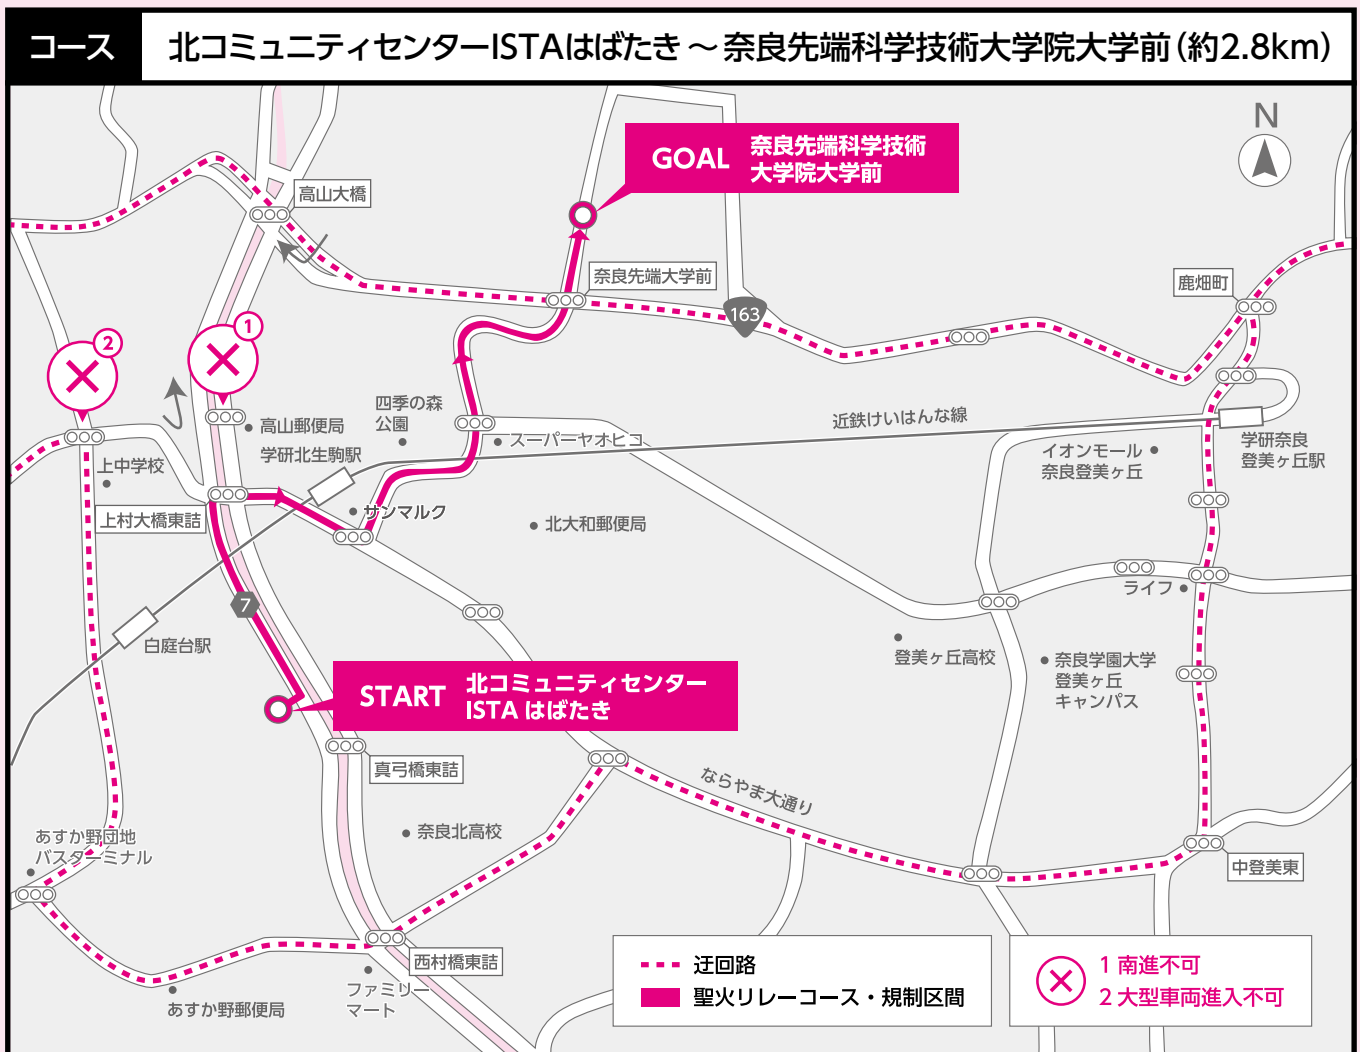 コース
北コミュニティセンターISTAはばたき ～ 奈良先端科学技術大学院大学前（約2.8km）
N
GOAL
奈良先端科学技術
大学院大学前
高山大橋
奈良先端大学前
鹿畑町
163
1
2
四季の森
公園
高山郵便局
学研北生駒駅
スーパーヤオヒコ
近鉄けいはんな線
イオンモール
奈良登美ヶ丘
学研奈良
登美ヶ丘駅
上中学校
上村大橋東詰
サンマルク
北大和郵便局
7
ライフ
白庭台駅
登美ヶ丘高校
奈良学園大学
登美ヶ丘
キャンパス
START
北コミュニティセンター
ISTA はばたき
真弓橋東詰
ならやま大通り
あすか野団地
バスターミナル
奈良北高校
中登美東
西村橋東詰
ファミリー
マート
あすか野郵便局
迂回路
聖火リレーコース・規制区間
1 南進不可
2 大型車両進入不可